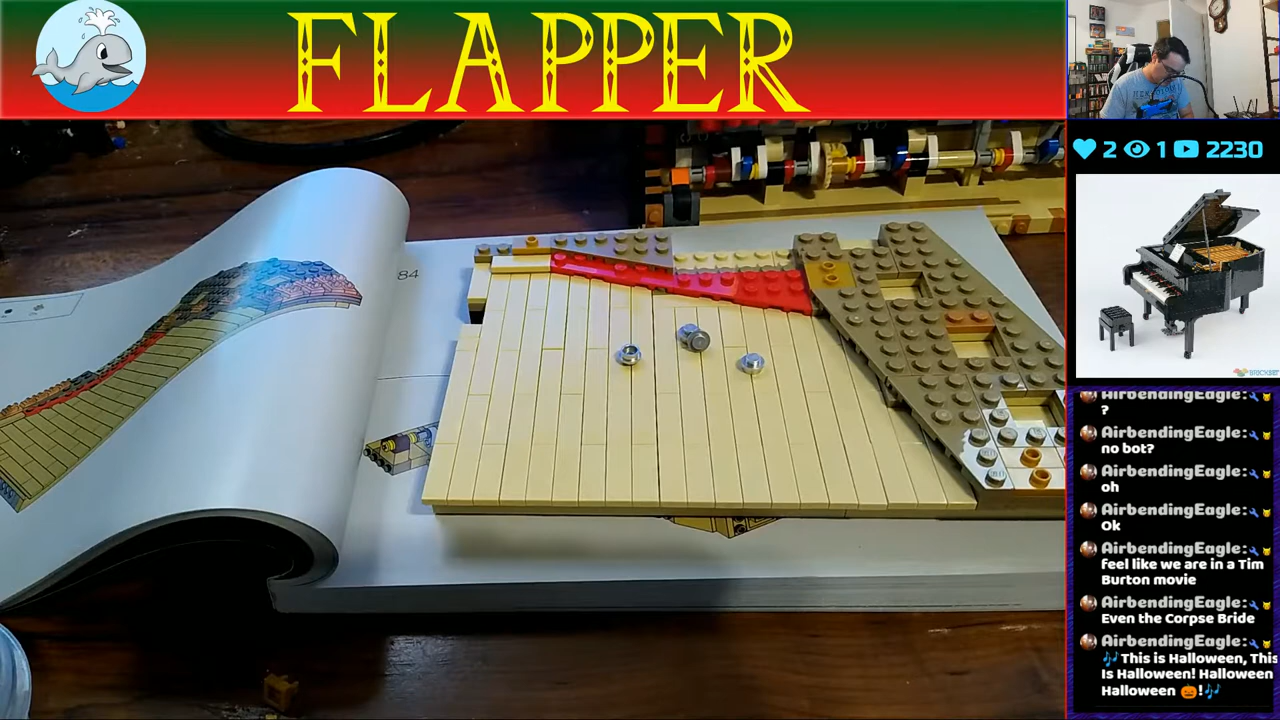 FLAPPER
2 1 2230
84
AirbendingEagle:
?
AirbendingEagle:
no bot?
AirbendingEagle:
oh
AirbendingEagle:
Ok
AirbendingEagle:
feel like we are in a Tim
Burton movie
AirbendingEagle:
Even the Corpse Bride
AirbendingEagle:
🎶This is Halloween, This
Is Halloween! Halloween
Halloween 🎃!🎶